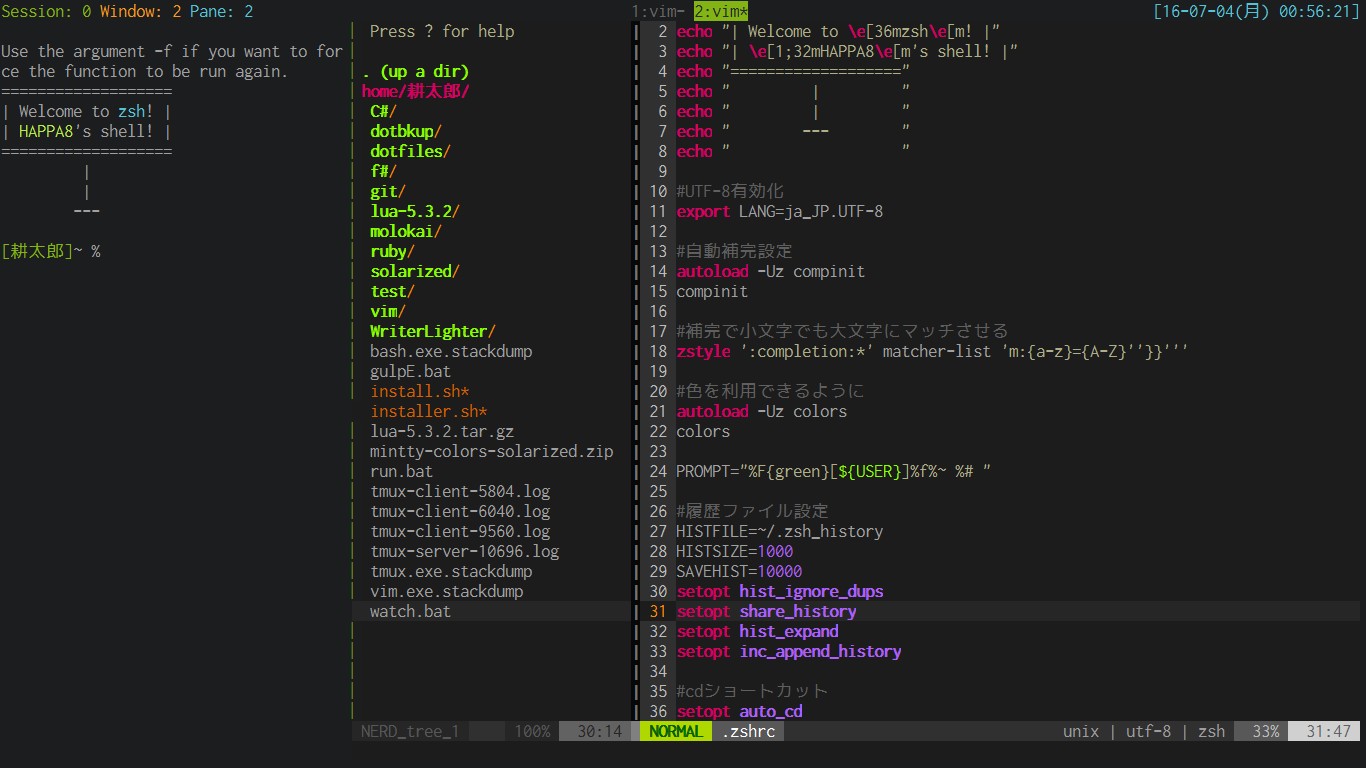 Session: 0 Window: 2 Pane: 2
1:vim- 2:vim*
[16-07-04(月) 00:56:21]
Use the argument -f if you want to for
ce the function to be run again.
===================
| Welcome to zsh! |
| HAPPA8's shell! |
===================
|
|
---
[耕太郎]~ %
Press ? for help
.. (up a dir)
home/耕太郎/
C#/
dotbkup/
dotfiles/
f#/
git/
lua-5.3.2/
molokai/
ruby/
solarized/
test/
vim/
WriterLighter/
bash.exe.stackdump
gulpE.bat
install.sh*
installer.sh*
lua-5.3.2.tar.gz
mintty-colors-solarized.zip
run.bat
tmux-client-5804.log
tmux-client-6040.log
tmux-client-9560.log
tmux-server-10696.log
tmux.exe.stackdump
vim.exe.stackdump
watch.bat
NERD_tree_1 100% 30:14
2 echo "| Welcome to \e[36mzsh\e[m! |"
3 echo "| \e[1;32mHAPPA8\e[m's shell! |"
4 echo "==================="
5 echo "         |         "
6 echo "         |         "
7 echo "        ---        "
8 echo "                   "
9
10 #UTF-8有効化
11 export LANG=ja_JP.UTF-8
12
13 #自動補完設定
14 autoload -Uz compinit
15 compinit
16
17 #補完で小文字でも大文字にマッチさせる
18 zstyle ':completion:*' matcher-list 'm:{a-z}={A-Z}''}}'''
19
20 #色を利用できるように
21 autoload -Uz colors
22 colors
23
24 PROMPT="%F{green}[${USER}]%f%~ %# "
25
26 #履歴ファイル設定
27 HISTFILE=~/.zsh_history
28 HISTSIZE=1000
29 SAVEHIST=10000
30 setopt hist_ignore_dups
31 setopt share_history
32 setopt hist_expand
33 setopt inc_append_history
34
35 #cdショートカット
36 setopt auto_cd
NORMAL .zshrc unix | utf-8 | zsh 33% 31:47